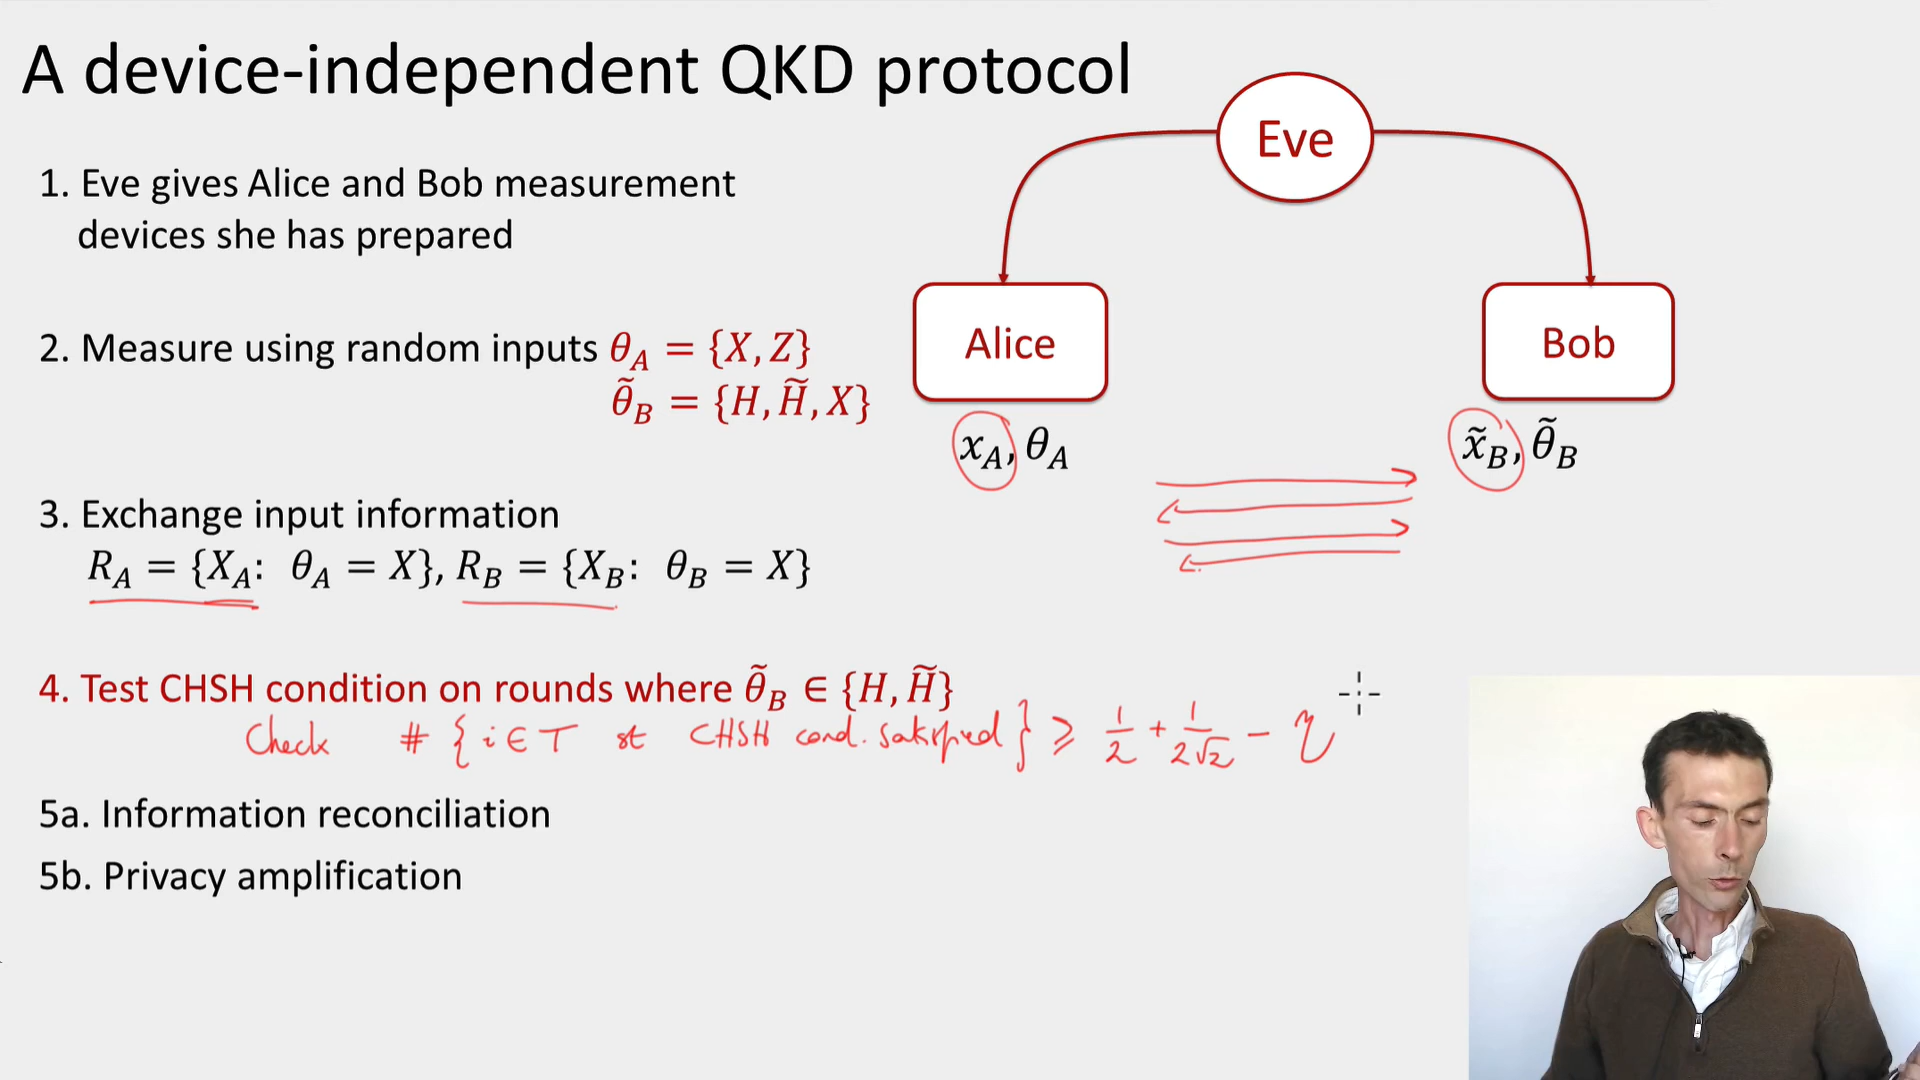 A device-independent QKD protocol
Eve
1. Eve gives Alice and Bob measurement
devices she has prepared
Alice
Bob
2. Measure using random inputs θ_A = {X, Z}
θ̃_B = {H, H̃, X}
x_A, θ_A
x̃_B, θ̃_B
3. Exchange input information
R_A = {X_A: θ_A = X}, R_B = {X_B: θ_B = X}
4. Test CHSH condition on rounds where θ̃_B ∈ {H, H̃}
Check # { i ∈ T st CHSH cond. satisfied } ⩾ 1/2 + 1/(2√2) − η
5a. Information reconciliation
5b. Privacy amplification